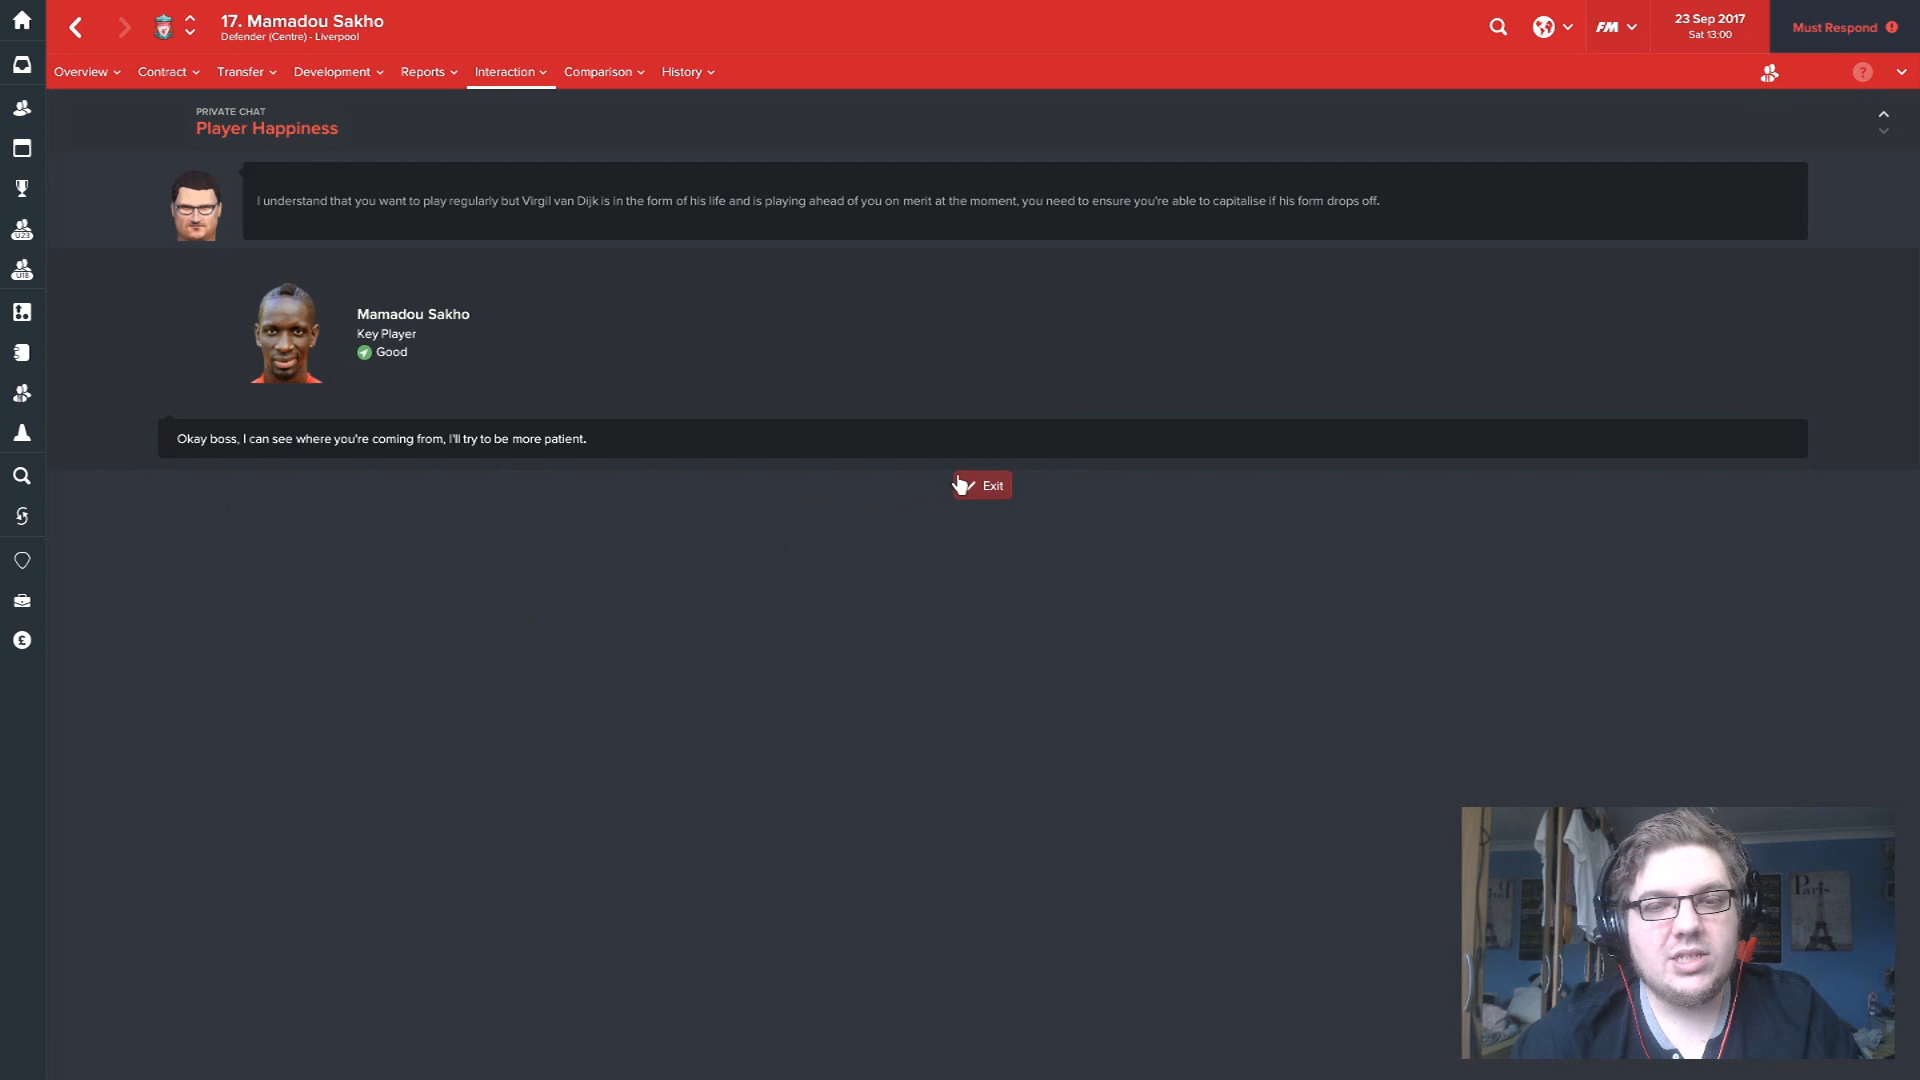 17. Mamadou Sakho
Defender (Centre) - Liverpool
FM
23 Sep 2017
Sat 13:00
Must Respond
Overview
Contract
Transfer
Development
Reports
Interaction
Comparison
History
?
PRIVATE CHAT
Player Happiness
I understand that you want to play regularly but Virgil van Dijk is in the form of his life and is playing ahead of you on merit at the moment, you need to ensure you're able to capitalise if his form drops off.
Mamadou Sakho
Key Player
Good
Okay boss, I can see where you're coming from, I'll try to be more patient.
Exit
U23
U18
£
Paris